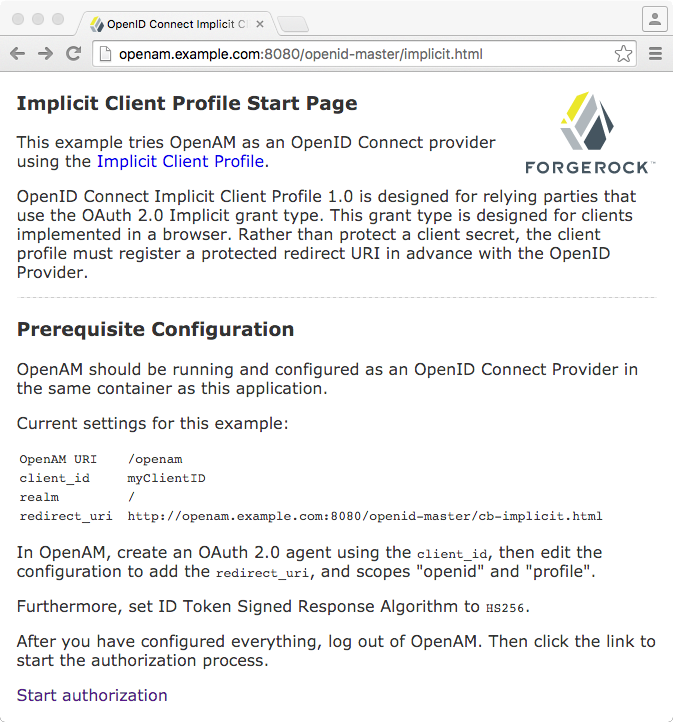 OpenID Connect Implicit C
openam.example.com:8080/openid-master/implicit.html
Implicit Client Profile Start Page
This example tries OpenAM as an OpenID Connect provider
using the Implicit Client Profile.
FORGEROCK™
OpenID Connect Implicit Client Profile 1.0 is designed for relying parties that
use the OAuth 2.0 Implicit grant type. This grant type is designed for clients
implemented in a browser. Rather than protect a client secret, the client
profile must register a protected redirect URI in advance with the OpenID
Provider.
Prerequisite Configuration
OpenAM should be running and configured as an OpenID Connect Provider in
the same container as this application.
Current settings for this example:
OpenAM URI /openam
client_id myClientID
realm /
redirect_uri http://openam.example.com:8080/openid-master/cb-implicit.html
In OpenAM, create an OAuth 2.0 agent using the client_id, then edit the
configuration to add the redirect_uri, and scopes "openid" and "profile".
Furthermore, set ID Token Signed Response Algorithm to HS256.
After you have configured everything, log out of OpenAM. Then click the link to
start the authorization process.
Start authorization